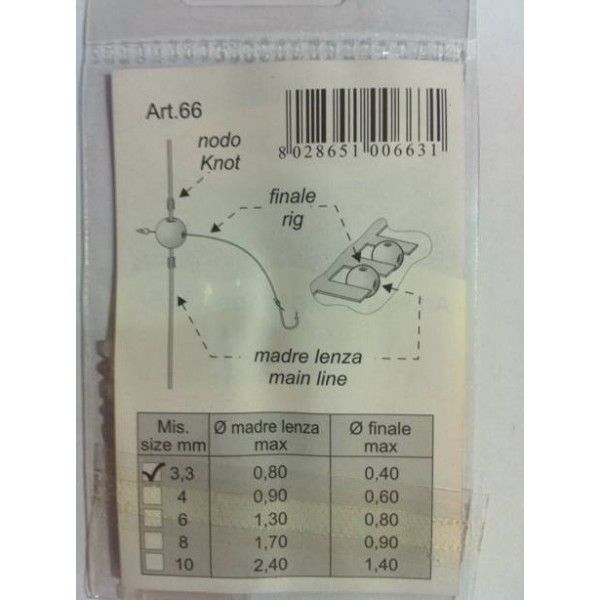 Art.66
8 028651 006631
nodo
Knot
finale
rig
madre lenza
main line
Mis. Ø madre lenza Ø finale
size mm max max
✓ 3,3 0,80 0,40
4 0,90 0,60
6 1,30 0,80
8 1,70 0,90
10 2,40 1,40